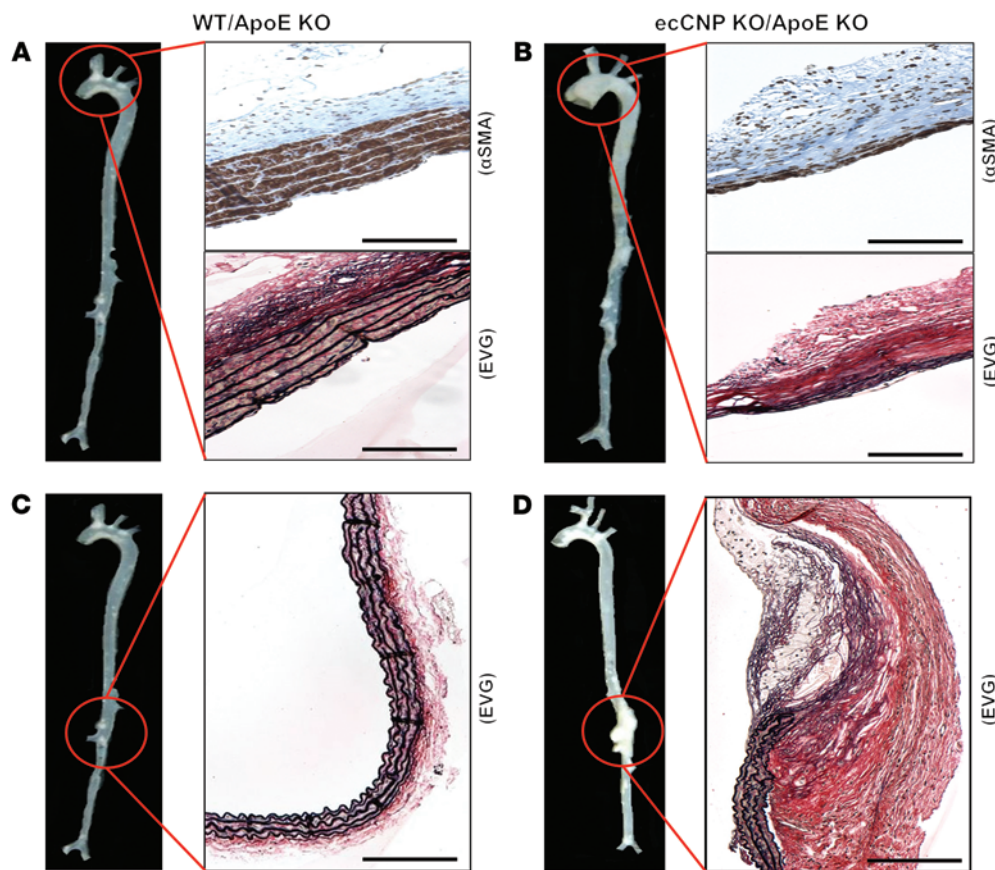 WT/ApoE KO
ecCNP KO/ApoE KO
A
(αSMA)
(EVG)
B
(αSMA)
(EVG)
C
(EVG)
D
(EVG)